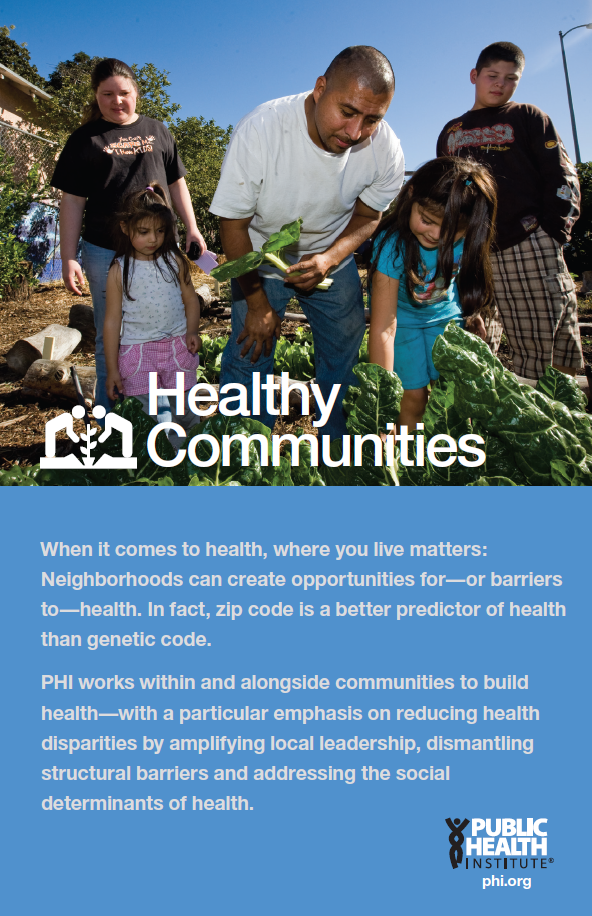 Healthy
Communities
When it comes to health, where you live matters:
Neighborhoods can create opportunities for—or barriers
to—health. In fact, zip code is a better predictor of health
than genetic code.
PHI works within and alongside communities to build
health—with a particular emphasis on reducing health
disparities by amplifying local leadership, dismantling
structural barriers and addressing the social
determinants of health.
PUBLIC
HEALTH
INSTITUTE®
phi.org